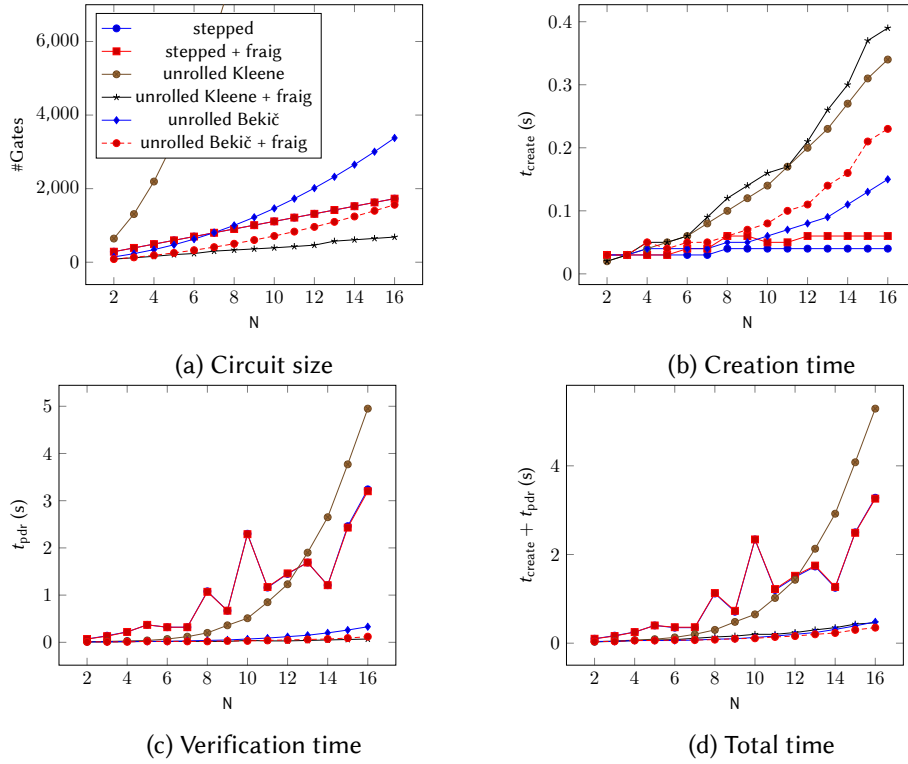 6,000
4,000
2,000
0
#Gates
stepped
stepped + fraig
unrolled Kleene
unrolled Kleene + fraig
unrolled Bekič
unrolled Bekič + fraig
2 4 6 8 10 12 14 16
N
(a) Circuit size
0.4
0.3
0.2
0.1
0
t_create (s)
2 4 6 8 10 12 14 16
N
(b) Creation time
5
4
3
2
1
0
t_pdr (s)
2 4 6 8 10 12 14 16
N
(c) Verification time
4
2
0
t_create + t_pdr (s)
2 4 6 8 10 12 14 16
N
(d) Total time